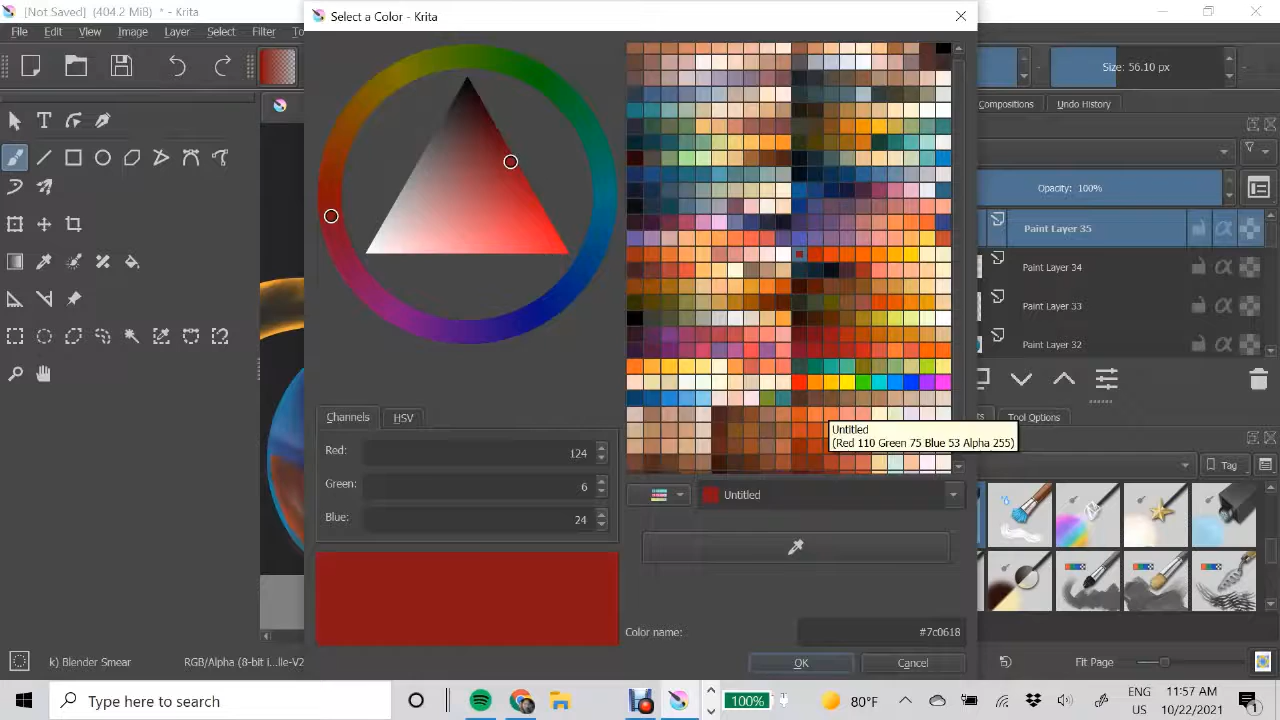 [Not Saved] (404.2 MiB) * - Krita
Select a Color - Krita
File Edit View Image Layer Select Filter
Size: 56.10 px
Compositions Undo History
Opacity: 100%
Paint Layer 35
Paint Layer 34
Paint Layer 33
Paint Layer 32
Channels HSV
Tool Options
Untitled
(Red 110 Green 75 Blue 53 Alpha 255)
Red: 124
Green: 6
Blue: 24
Tag
Untitled
Color name: #7c0618
OK Cancel
k) Blender Smear RGB/Alpha (8-bit i...lle-V2 Fit Page
Type here to search
100%
80°F
ENG
US
11:57 AM
10/22/2021
1